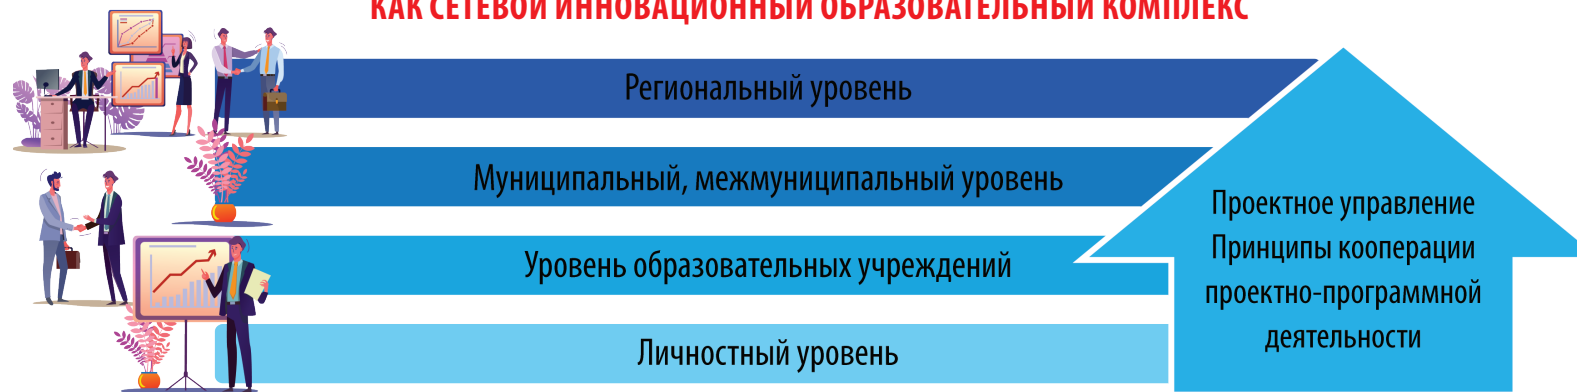 КАК СЕТЕВОЙ ИННОВАЦИОННЫЙ ОБРАЗОВАТЕЛЬНЫЙ КОМПЛЕКС
Региональный уровень
Муниципальный, межмуниципальный уровень
Уровень образовательных учреждений
Личностный уровень
Проектное управление
Принципы кооперации
проектно-программной
деятельности